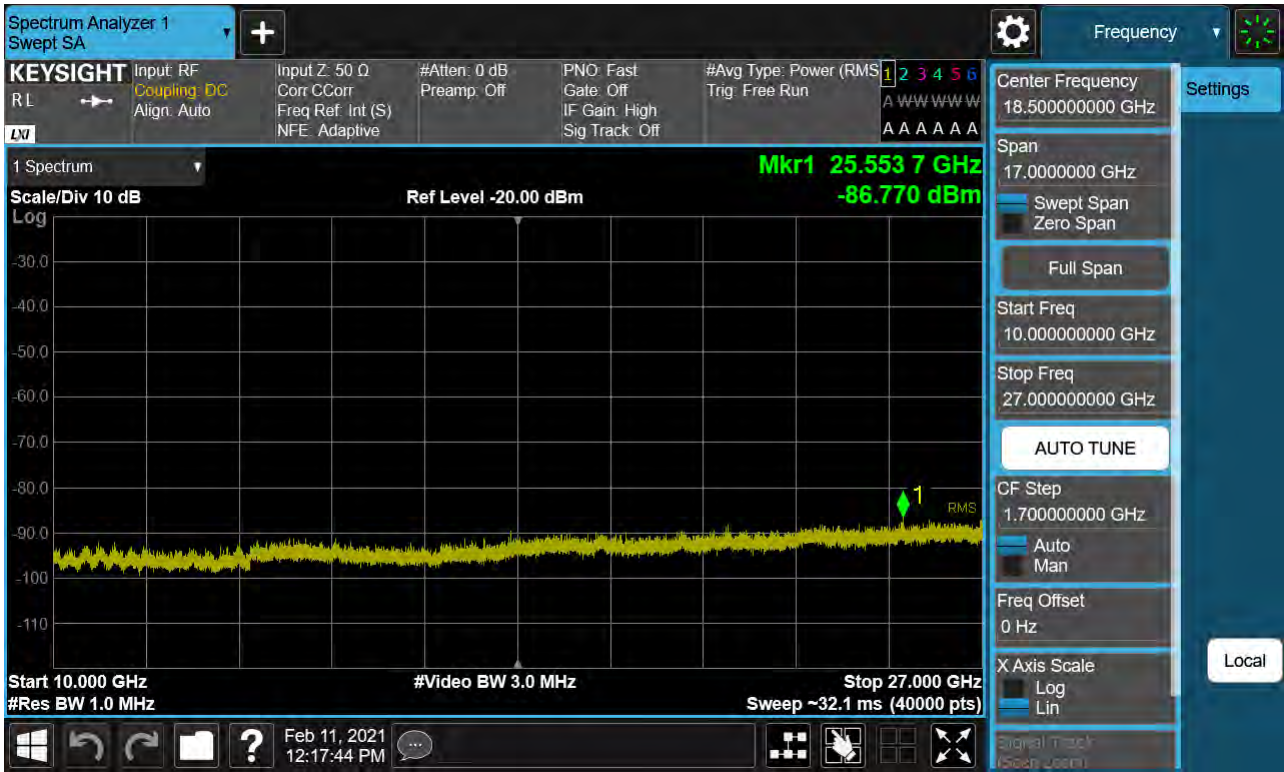 Spectrum Analyzer 1
Swept SA
Frequency
KEYSIGHT
RL
LXI
Input: RF
Coupling: DC
Align: Auto
Input Z: 50 Ω
Corr CCorr
Freq Ref: Int (S)
NFE: Adaptive
#Atten: 0 dB
Preamp: Off
PNO: Fast
Gate: Off
IF Gain: High
Sig Track: Off
#Avg Type: Power (RMS
Trig: Free Run
1 2 3 4 5 6
A W W W W W
A A A A A A
1 Spectrum
Mkr1 25.553 7 GHz
-86.770 dBm
Scale/Div 10 dB
Ref Level -20.00 dBm
Log
-30.0
-40.0
-50.0
-60.0
-70.0
-80.0
-90.0
-100
-110
1
RMS
Start 10.000 GHz
#Video BW 3.0 MHz
Stop 27.000 GHz
#Res BW 1.0 MHz
Sweep ~32.1 ms (40000 pts)
Center Frequency
18.500000000 GHz
Settings
Span
17.0000000 GHz
Swept Span
Zero Span
Full Span
Start Freq
10.000000000 GHz
Stop Freq
27.000000000 GHz
AUTO TUNE
CF Step
1.700000000 GHz
Auto
Man
Freq Offset
0 Hz
X Axis Scale
Log
Lin
Local
Signal Track
(Span Zoom)
?
Feb 11, 2021
12:17:44 PM